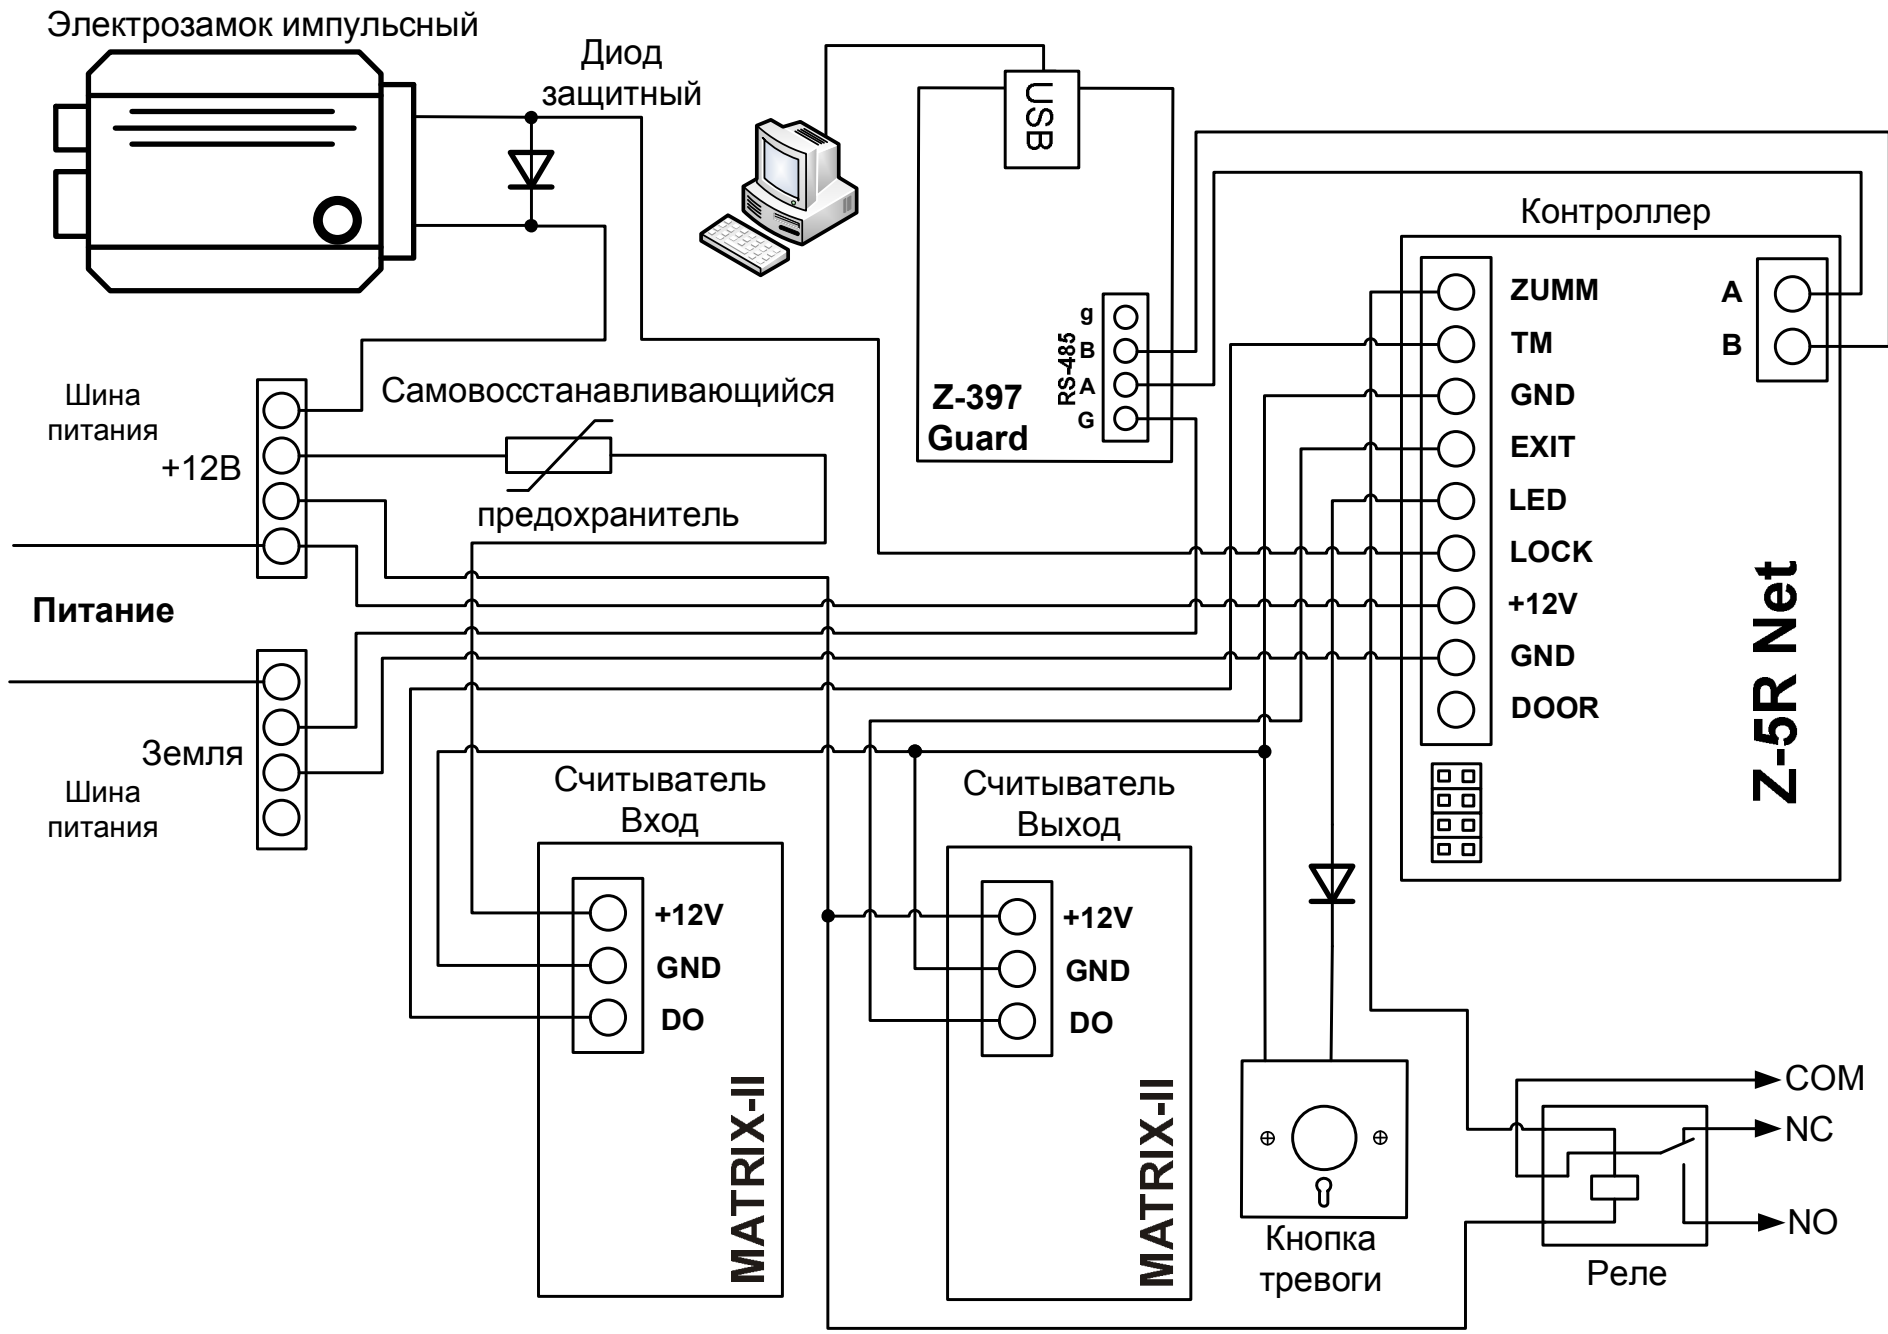 Электрозамок импульсный
Диод
защитный
USB
Контроллер
ZUMM
TM
GND
EXIT
LED
LOCK
+12V
GND
DOOR
A
B
Z-5R Net
g
B
A
G
RS-485
Z-397
Guard
Шина
питания
+12В
Самовосстанавливающийся
предохранитель
Питание
Земля
Шина
питания
Считыватель
Вход
+12V
GND
DO
MATRIX-II
Считыватель
Выход
+12V
GND
DO
MATRIX-II
Кнопка
тревоги
COM
NC
NO
Реле